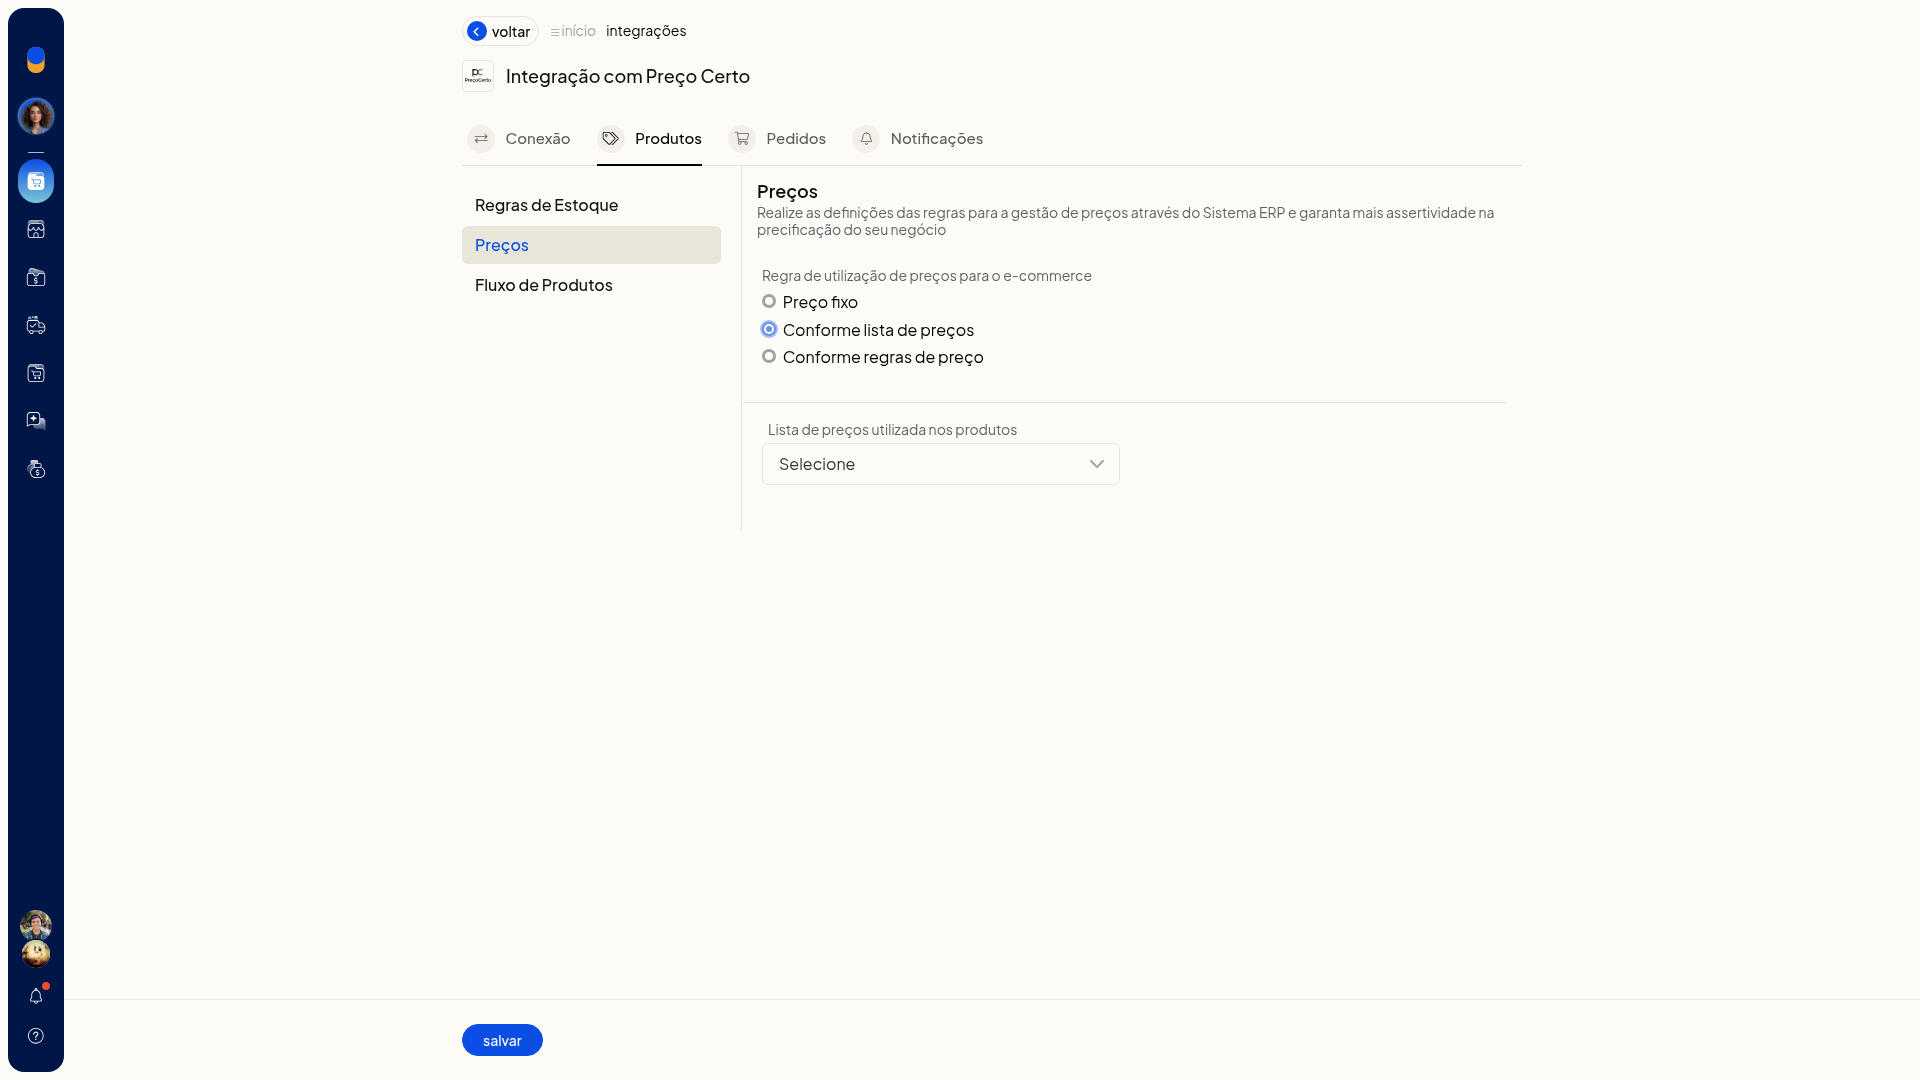 voltar
início
integrações
pc
PreçoCerto
Integração com Preço Certo
Conexão
Produtos
Pedidos
Notificações
Regras de Estoque
Preços
Fluxo de Produtos
Preços
Realize as definições das regras para a gestão de preços através do Sistema ERP e garanta mais assertividade na
precificação do seu negócio
Regra de utilização de preços para o e-commerce
Preço fixo
Conforme lista de preços
Conforme regras de preço
Lista de preços utilizada nos produtos
Selecione
salvar